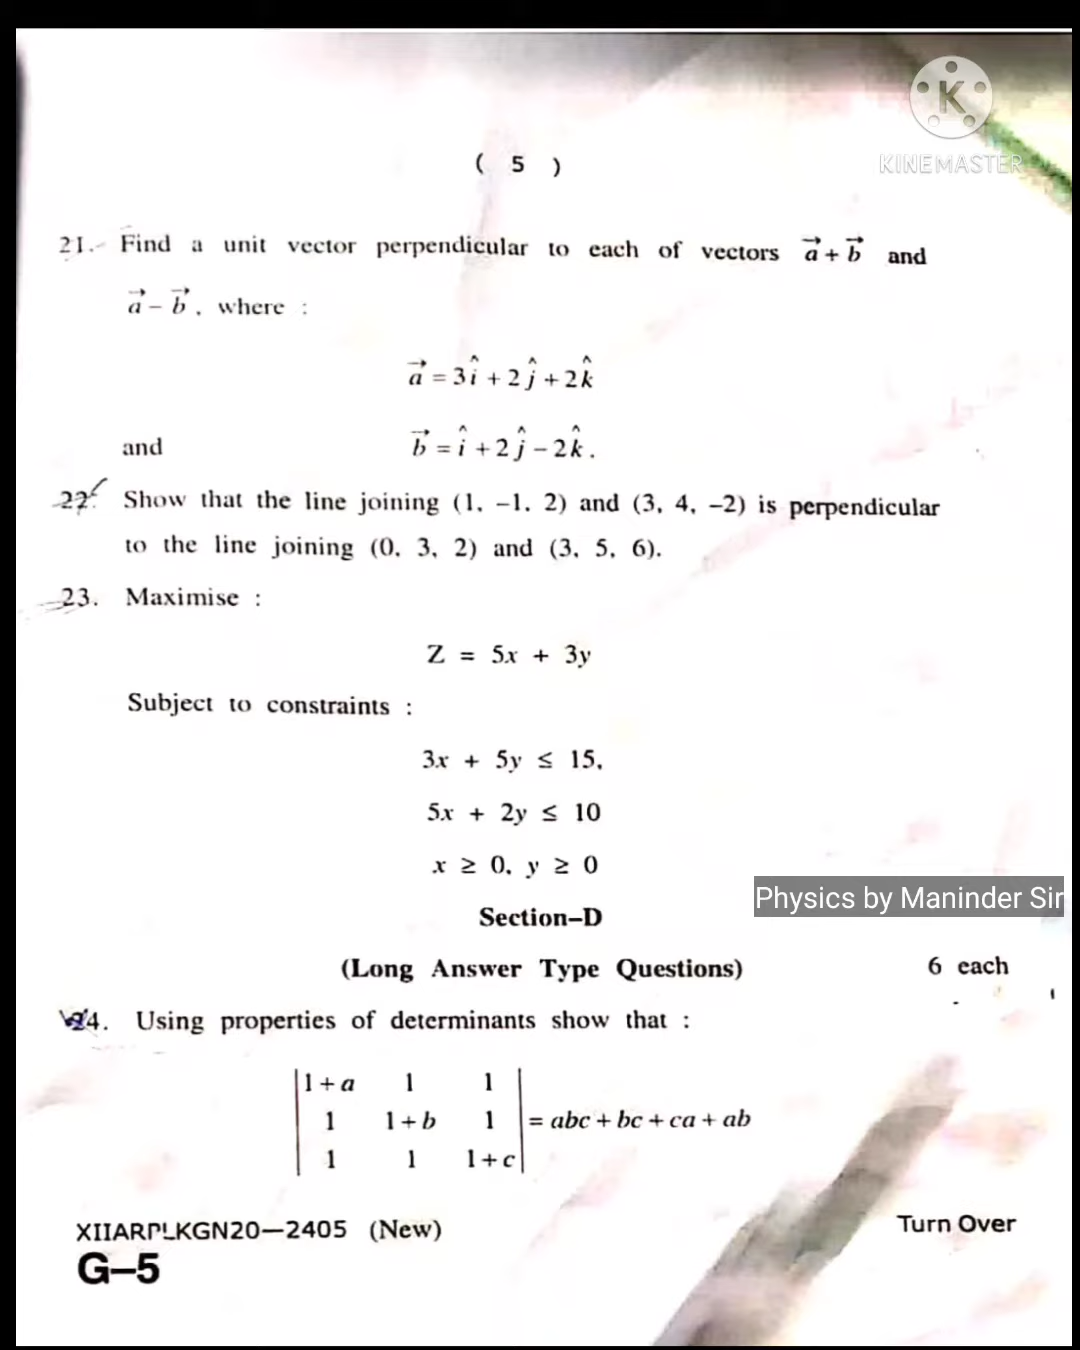 KINEMASTER
( 5 )
21. Find a unit vector perpendicular to each of vectors a⃗ + b⃗ and
a⃗ – b⃗, where :
a⃗ = 3î + 2ĵ + 2k̂
and b⃗ = î + 2ĵ – 2k̂.
22. Show that the line joining (1, –1, 2) and (3, 4, –2) is perpendicular
to the line joining (0, 3, 2) and (3, 5, 6).
23. Maximise :
Z = 5x + 3y
Subject to constraints :
3x + 5y ≤ 15,
5x + 2y ≤ 10
x ≥ 0, y ≥ 0
Physics by Maninder Sir
Section–D
(Long Answer Type Questions) 6 each
24. Using properties of determinants show that :
|1 + a 1 1|
|1 1 + b 1| = abc + bc + ca + ab
|1 1 1 + c|
XIIARPLKGN20—2405 (New) Turn Over
G–5